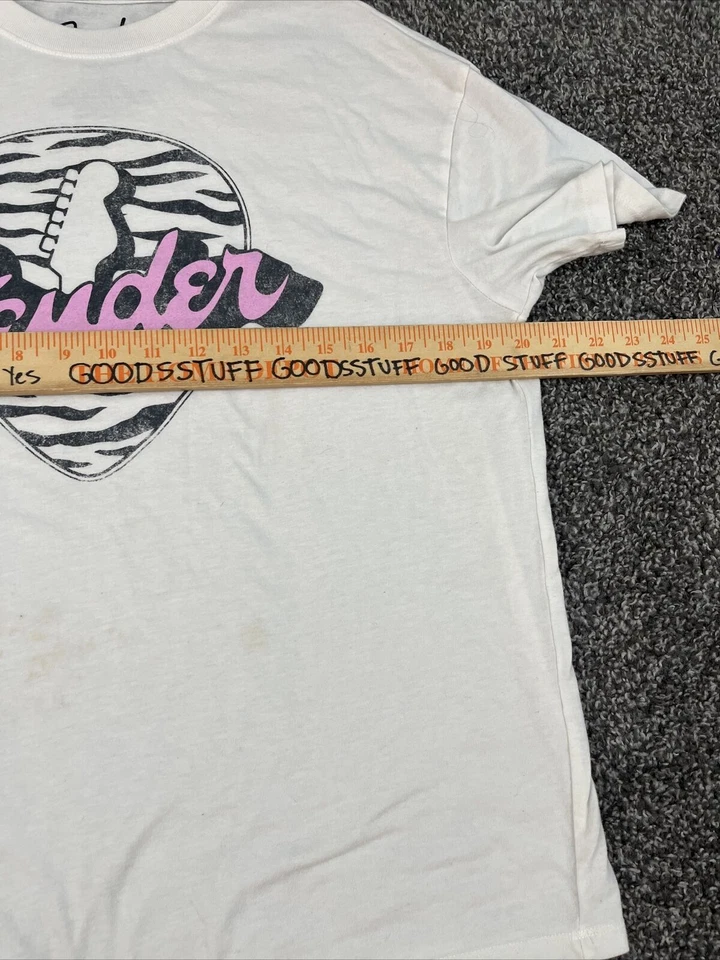 ender
8 9 10 11 12 13 14 15 16 17 18 19 20 21 22 23 24 25
Yes GOODSSTUFF GOODSSTUFF GOOD STUFF GOODSSTUFF G